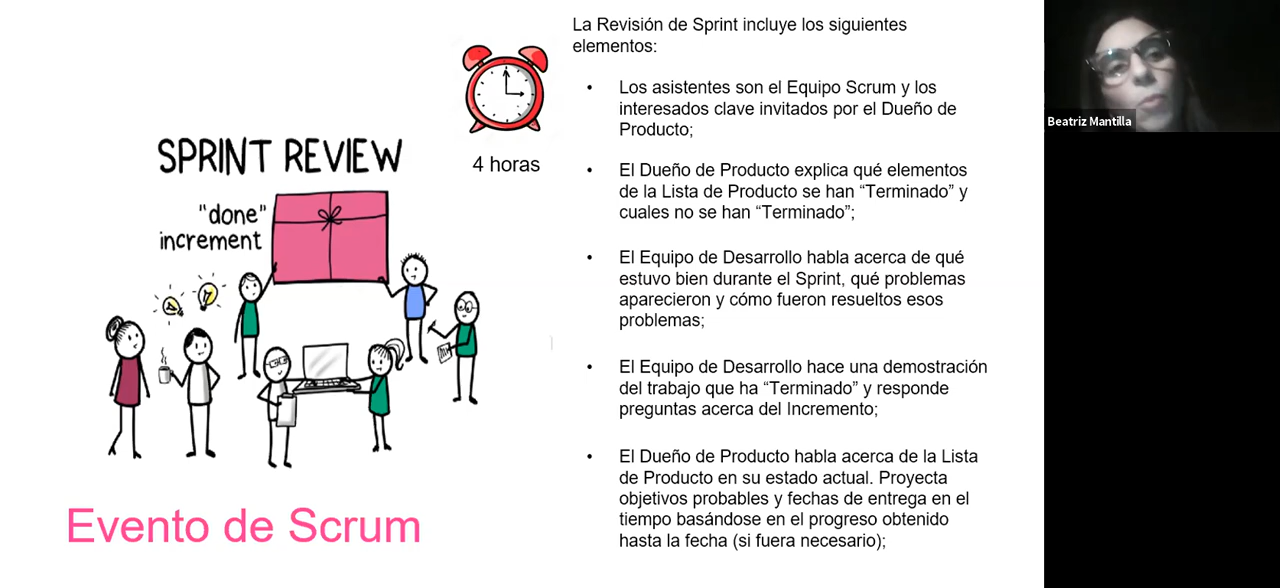 SPRINT REVIEW
"done"
increment
4 horas
Evento de Scrum
La Revisión de Sprint incluye los siguientes
elementos:
• Los asistentes son el Equipo Scrum y los
interesados clave invitados por el Dueño de
Producto;
• El Dueño de Producto explica qué elementos
de la Lista de Producto se han “Terminado” y
cuales no se han “Terminado”;
• El Equipo de Desarrollo habla acerca de qué
estuvo bien durante el Sprint, qué problemas
aparecieron y cómo fueron resueltos esos
problemas;
• El Equipo de Desarrollo hace una demostración
del trabajo que ha “Terminado” y responde
preguntas acerca del Incremento;
• El Dueño de Producto habla acerca de la Lista
de Producto en su estado actual. Proyecta
objetivos probables y fechas de entrega en el
tiempo basándose en el progreso obtenido
hasta la fecha (si fuera necesario);
Beatriz Mantilla